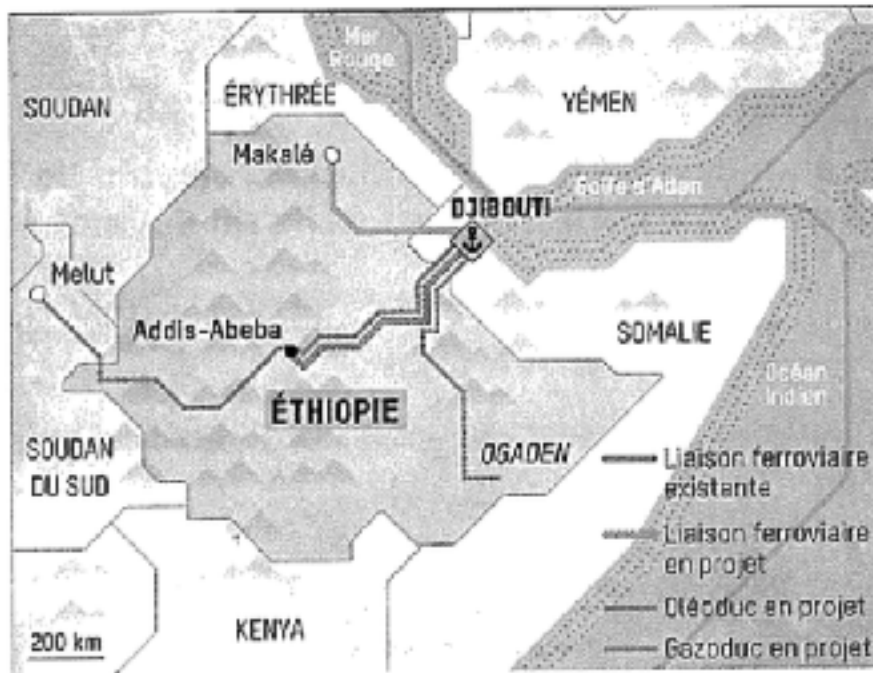 Mer
Rouge
SOUDAN
ÉRYTHRÉE
YÉMEN
Makalé
Golfe d'Aden
DJIBOUTI
Melut
Addis-Abeba
SOMALIE
Océan
Indien
ÉTHIOPIE
SOUDAN
DU SUD
OGADEN
Liaison ferroviaire
existante
Liaison ferroviaire
en projet
Oléoduc en projet
Gazoduc en projet
KENYA
200 km